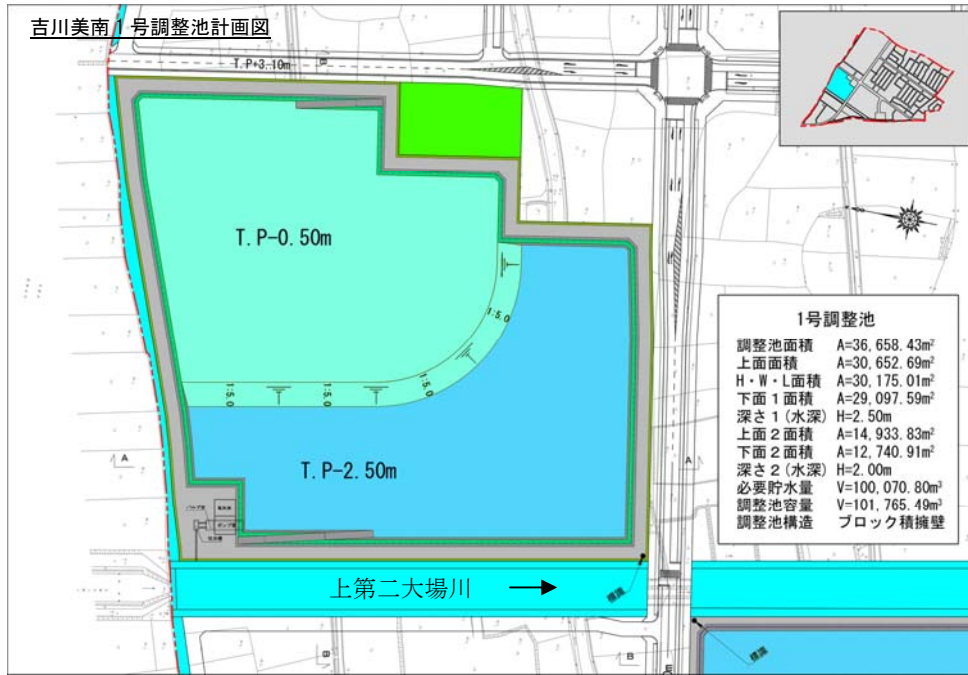 吉川美南1号調整池計画図
T.P+3.10m
B
T.P-0.50m
1:5.0
1:5.0
1:5.0
1:5.0
T.P-2.50m
A
A
ポンプ室
上第二大場川
標識
標識
B
B
1号調整池
調整池面積 A=36,658.43m²
上面面積 A=30,652.69m²
H・W・L面積 A=30,175.01m²
下面1面積 A=29,097.59m²
深さ1(水深) H=2.50m
上面2面積 A=14,933.83m²
下面2面積 A=12,740.91m²
深さ2(水深) H=2.00m
必要貯水量 V=100,070.80m³
調整池容量 V=101,765.49m³
調整池構造 ブロック積擁壁